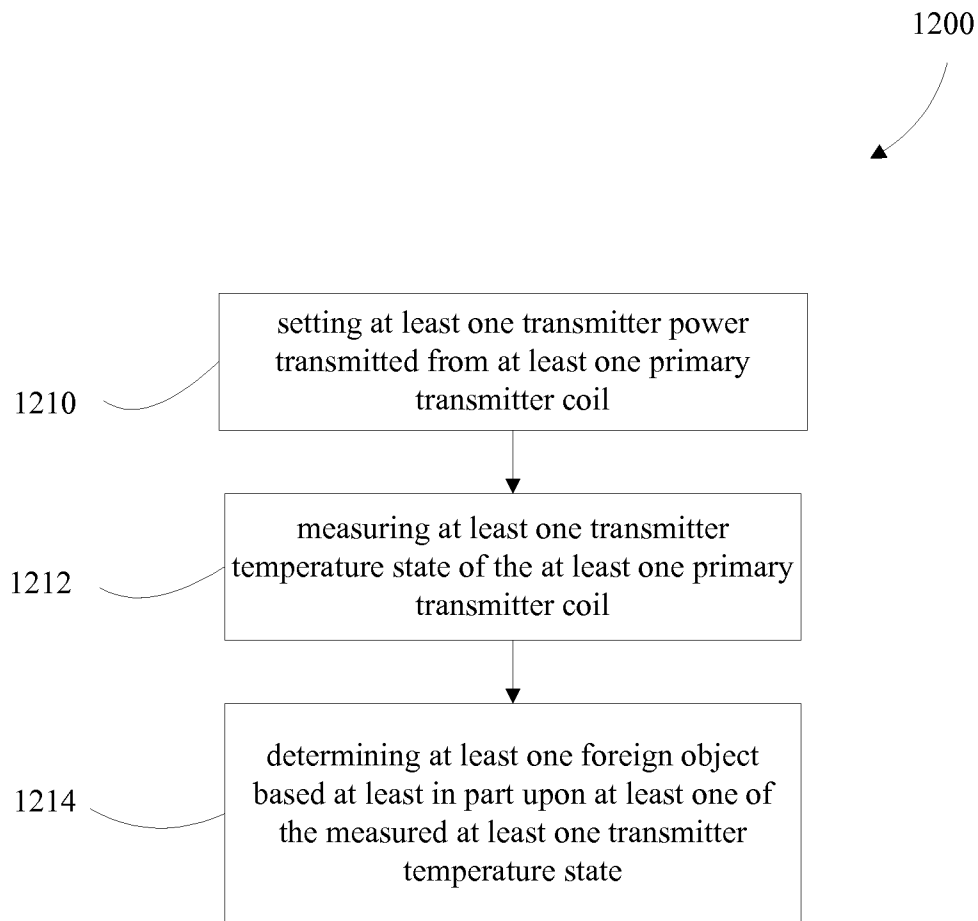 1200
setting at least one transmitter power
transmitted from at least one primary
transmitter coil
1210
measuring at least one transmitter
temperature state of the at least one primary
transmitter coil
1212
determining at least one foreign object
based at least in part upon at least one of
the measured at least one transmitter
temperature state
1214